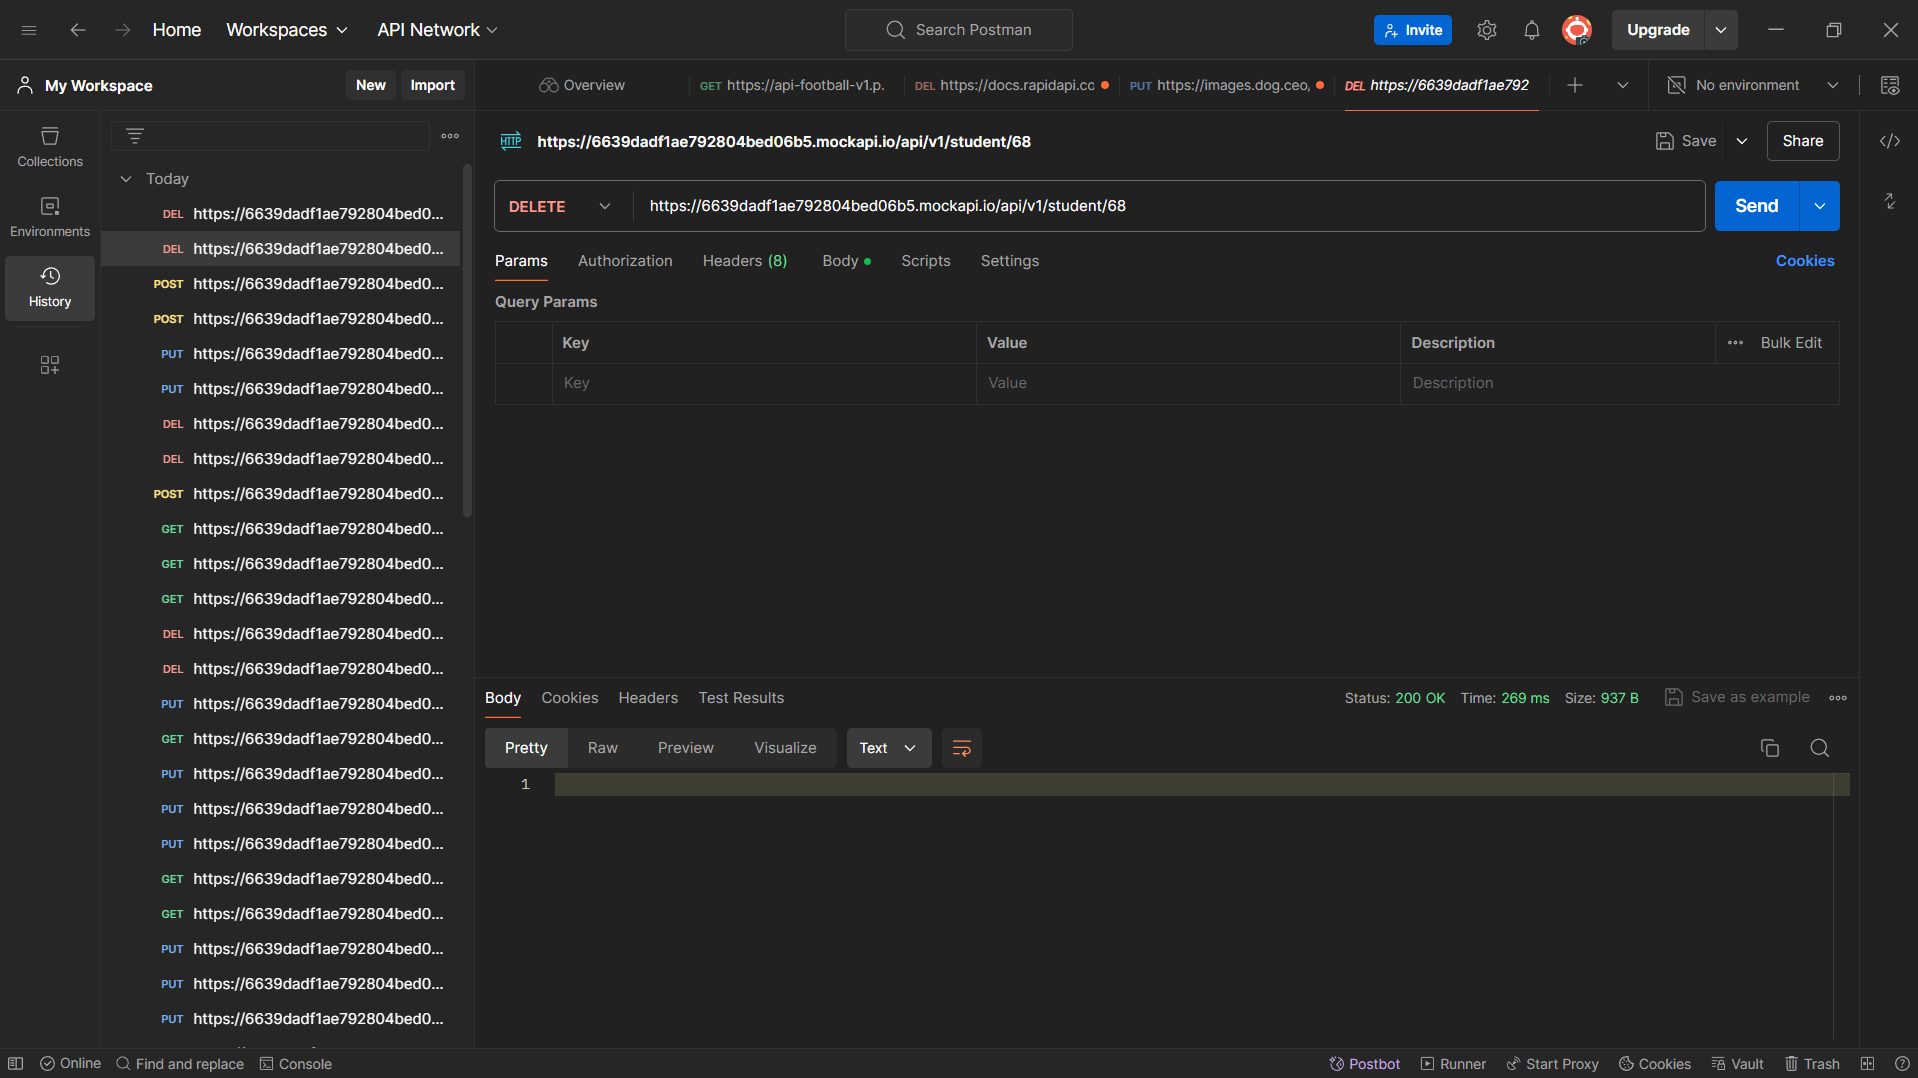 Home Workspaces API Network Search Postman Invite Upgrade
My Workspace New Import
Overview GET https://api-football-v1.p. DEL https://docs.rapidapi.cc PUT https://images.dog.ceo, DEL https://6639dadf1ae792 No environment
Collections
Environments
History
Today
DEL https://6639dadf1ae792804bed0...
DEL https://6639dadf1ae792804bed0...
POST https://6639dadf1ae792804bed0...
POST https://6639dadf1ae792804bed0...
PUT https://6639dadf1ae792804bed0...
PUT https://6639dadf1ae792804bed0...
DEL https://6639dadf1ae792804bed0...
DEL https://6639dadf1ae792804bed0...
POST https://6639dadf1ae792804bed0...
GET https://6639dadf1ae792804bed0...
GET https://6639dadf1ae792804bed0...
GET https://6639dadf1ae792804bed0...
DEL https://6639dadf1ae792804bed0...
DEL https://6639dadf1ae792804bed0...
PUT https://6639dadf1ae792804bed0...
GET https://6639dadf1ae792804bed0...
PUT https://6639dadf1ae792804bed0...
PUT https://6639dadf1ae792804bed0...
PUT https://6639dadf1ae792804bed0...
GET https://6639dadf1ae792804bed0...
GET https://6639dadf1ae792804bed0...
PUT https://6639dadf1ae792804bed0...
PUT https://6639dadf1ae792804bed0...
PUT https://6639dadf1ae792804bed0...
HTTP https://6639dadf1ae792804bed06b5.mockapi.io/api/v1/student/68 Save Share
DELETE https://6639dadf1ae792804bed06b5.mockapi.io/api/v1/student/68 Send
Params Authorization Headers (8) Body Scripts Settings Cookies
Query Params
Key Value Description Bulk Edit
Key Value Description
Body Cookies Headers Test Results Status: 200 OK Time: 269 ms Size: 937 B Save as example
Pretty Raw Preview Visualize Text
1
Online Find and replace Console Postbot Runner Start Proxy Cookies Vault Trash